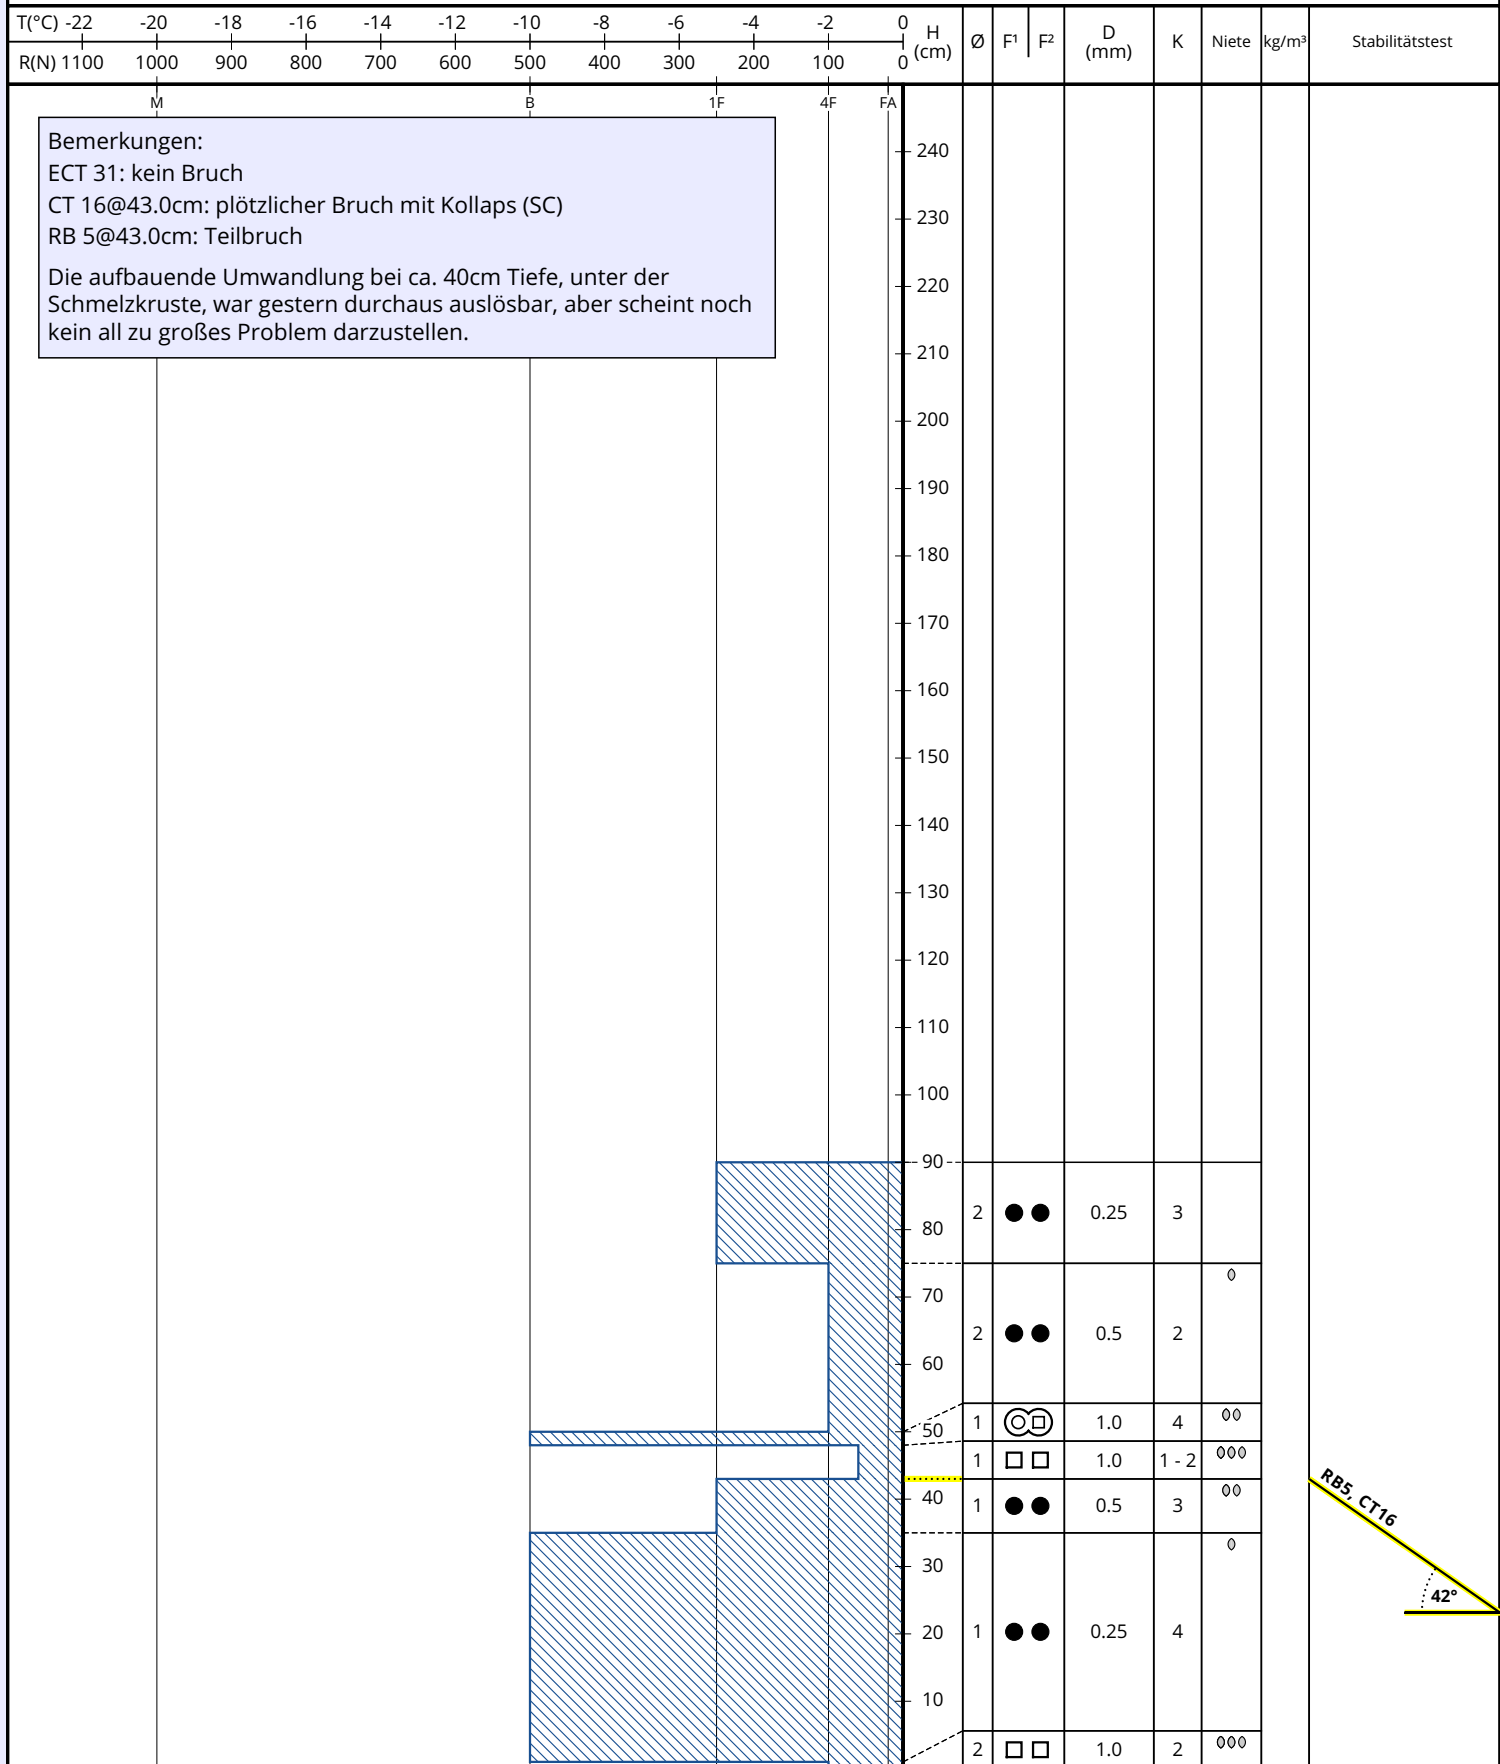 T(°C) -22 -20 -18 -16 -14 -12 -10 -8 -6 -4 -2 0
R(N) 1100 1000 900 800 700 600 500 400 300 200 100 0
H (cm) Ø F¹ F² D (mm) K Niete kg/m³ Stabilitätstest
M B 1F 4F FA
Bemerkungen:
ECT 31: kein Bruch
CT 16@43.0cm: plötzlicher Bruch mit Kollaps (SC)
RB 5@43.0cm: Teilbruch
Die aufbauende Umwandlung bei ca. 40cm Tiefe, unter der
Schmelzkruste, war gestern durchaus auslösbar, aber scheint noch
kein all zu großes Problem darzustellen.
240
230
220
210
200
190
180
170
160
150
140
130
120
110
100
90
2 0.25 3
80
70
2 0.5 2
60
50
1 1.0 4
1 1.0 1 - 2
40
1 0.5 3
RB5, CT16
30
42°
20
1 0.25 4
10
2 1.0 2